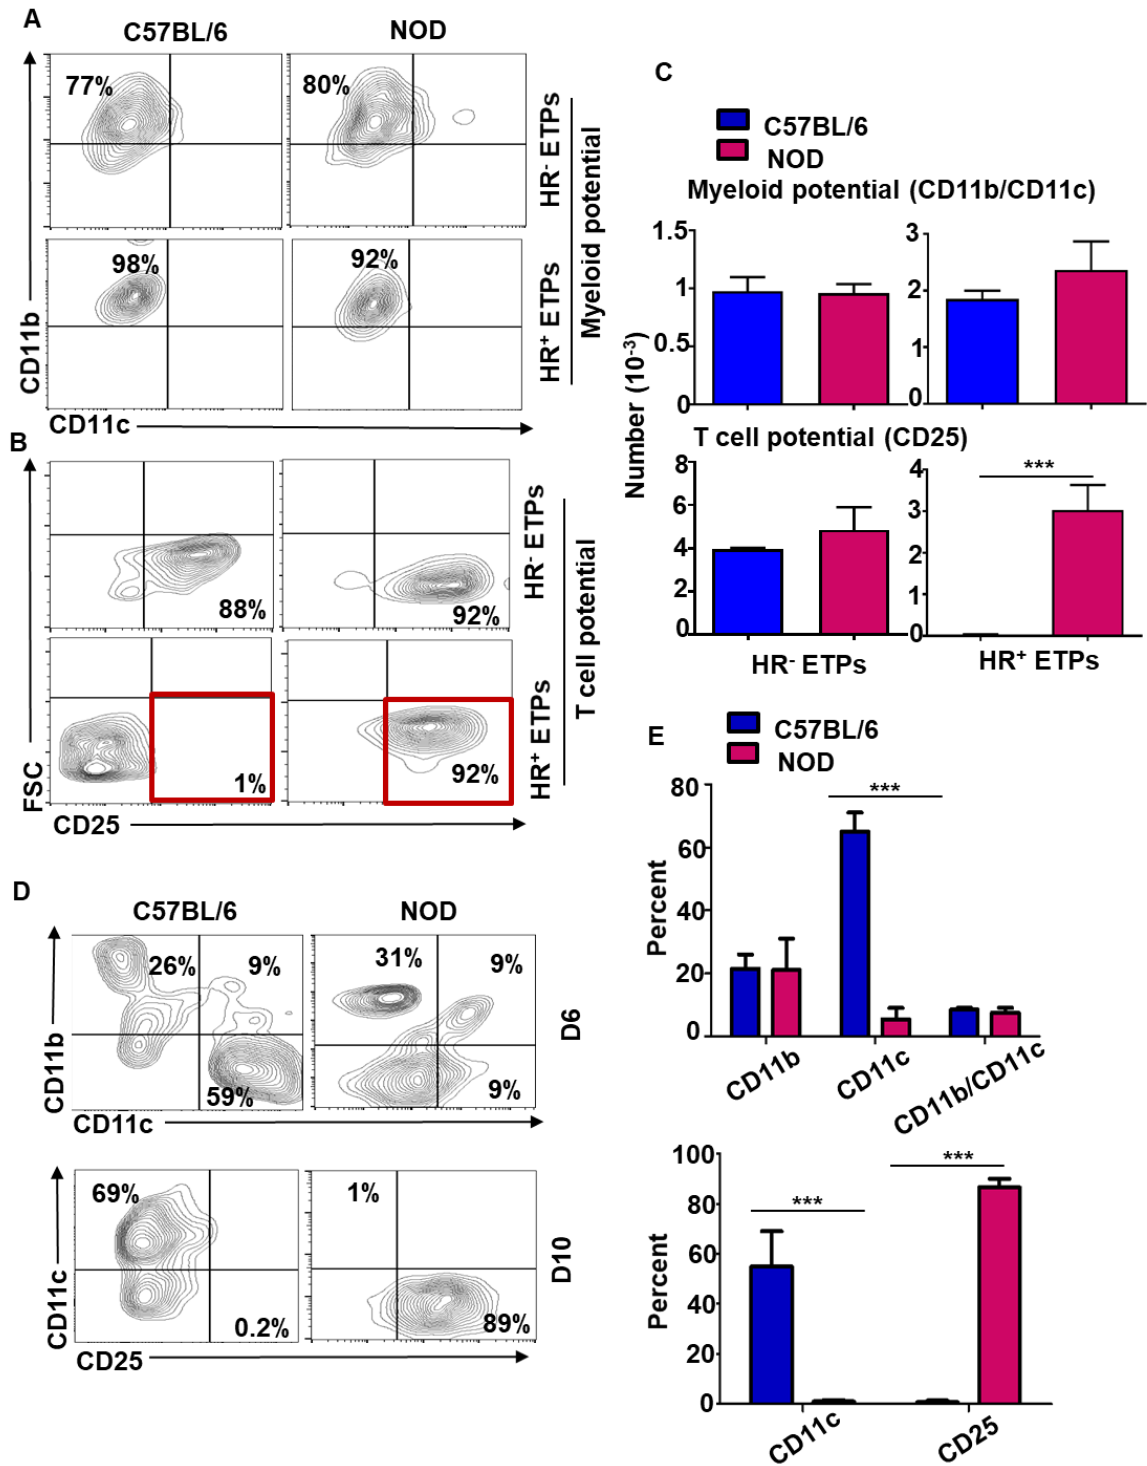 A
C57BL/6
NOD
77%
80%
HR- ETPs
98%
92%
HR+ ETPs
Myeloid potential
CD11b
CD11c
B
88%
92%
HR- ETPs
1%
92%
HR+ ETPs
T cell potential
FSC
CD25
C
C57BL/6
NOD
Myeloid potential (CD11b/CD11c)
1.5
1
0.5
0
3
2
1
0
Number (10-3)
T cell potential (CD25)
8
6
4
2
0
4
3
2
1
0
***
HR- ETPs
HR+ ETPs
D
C57BL/6
NOD
26%
9%
59%
31%
9%
9%
D6
CD11b
CD11c
69%
0.2%
1%
89%
D10
CD11c
CD25
E
C57BL/6
NOD
80
60
40
20
0
Percent
***
CD11b
CD11c
CD11b/CD11c
100
80
60
40
20
0
Percent
***
***
CD11c
CD25